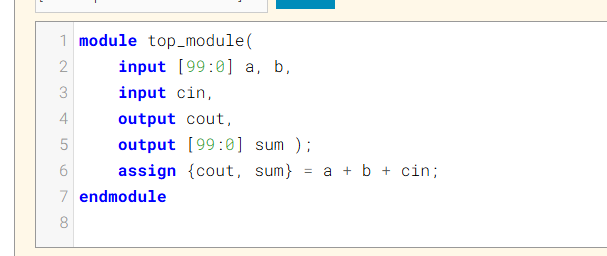 1 module top_module(
2 input [99:0] a, b,
3 input cin,
4 output cout,
5 output [99:0] sum );
6 assign {cout, sum} = a + b + cin;
7 endmodule
8